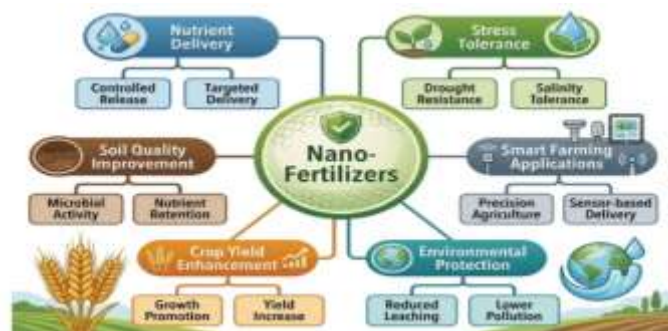 Nutrient
Delivery
Controlled
Release
Targeted
Delivery
Stress
Tolerance
Drought
Resistance
Salinity
Tolerance
Nano-
Fertilizers
Soil Quality
Improvement
Microbial
Activity
Nutrient
Retention
Smart Farming
Applications
Precision
Agriculture
Sensor-based
Delivery
Crop Yield
Enhancement
Growth
Promotion
Yield
Increase
Environmental
Protection
Reduced
Leaching
Lower
Pollution